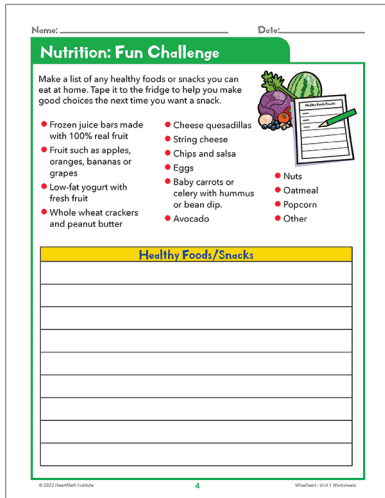 Name:
Date:
Nutrition: Fun Challenge
Make a list of any healthy foods or snacks you can
eat at home. Tape it to the fridge to help you make
good choices the next time you want a snack.
Frozen juice bars made
with 100% real fruit
Fruit such as apples,
oranges, bananas or
grapes
Low-fat yogurt with
fresh fruit
Whole wheat crackers
and peanut butter
Cheese quesadillas
String cheese
Chips and salsa
Eggs
Baby carrots or
celery with hummus
or bean dip.
Avocado
Healthy Foods/Snacks
Nuts
Oatmeal
Popcorn
Other
Healthy Foods/Snacks
© 2022 HeartMath Institute
4
WiseHeart: Unit 1 Worksheets